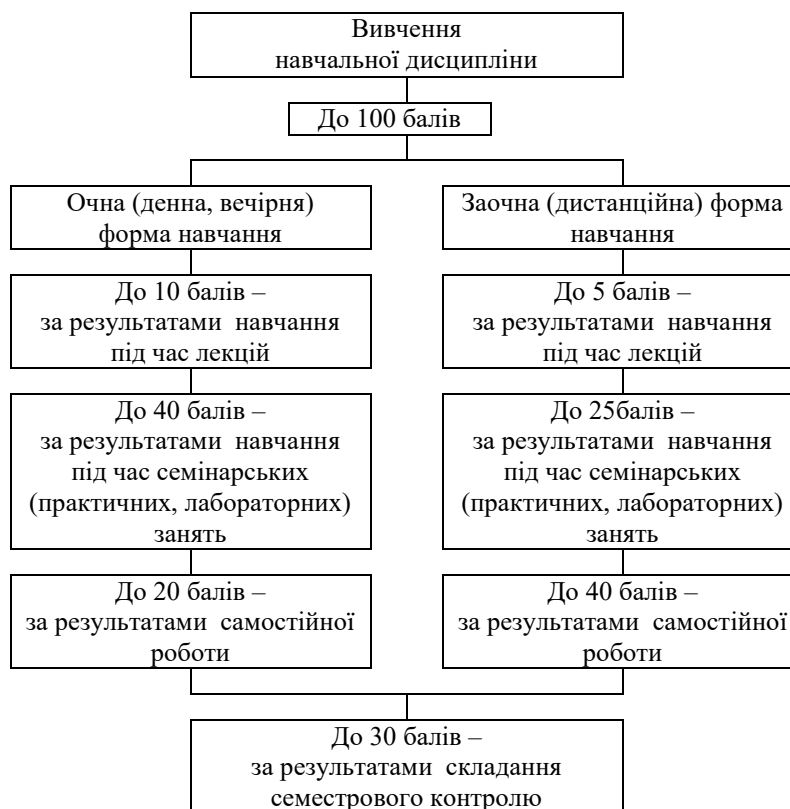 Вивчення
навчальної дисципліни
До 100 балів
Очна (денна, вечірня)
форма навчання
Заочна (дистанційна) форма
навчання
До 10 балів –
за результатами навчання
під час лекцій
До 5 балів –
за результатами навчання
під час лекцій
До 40 балів –
за результатами навчання
під час семінарських
(практичних, лабораторних)
занять
До 25балів –
за результатами навчання
під час семінарських
(практичних, лабораторних)
занять
До 20 балів –
за результатами самостійної
роботи
До 40 балів –
за результатами самостійної
роботи
До 30 балів –
за результатами складання
семестрового контролю